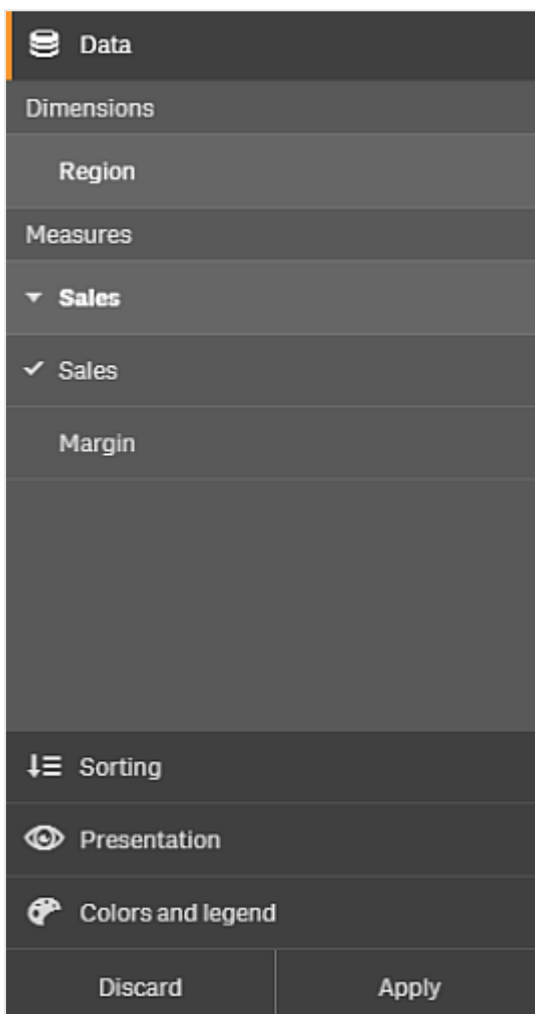 Data
Dimensions
Region
Measures
Sales
Sales
Margin
Sorting
Presentation
Colors and legend
Discard Apply